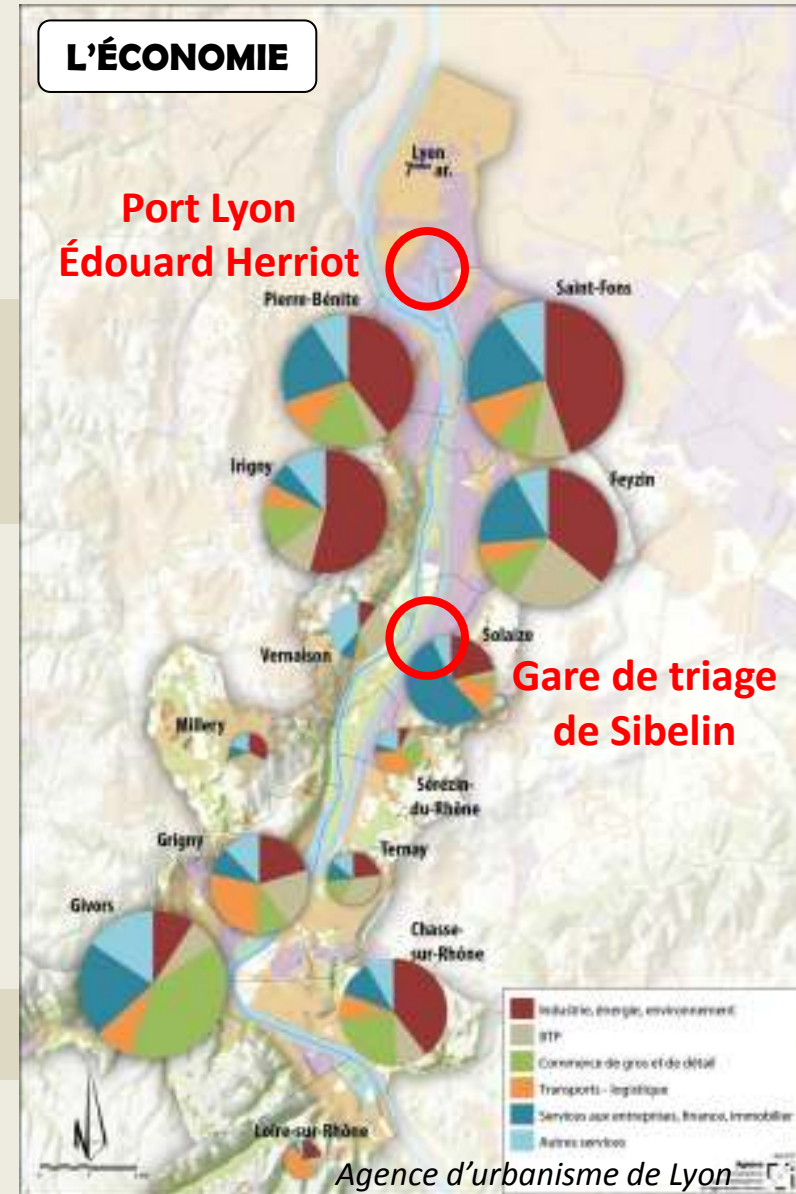 L'ÉCONOMIE
Lyon
7ème ar.
Port Lyon
Édouard Herriot
Pierre-Bénite
Saint-Fons
Irigny
Feyzin
Vernaison
Solaize
Gare de triage
de Sibelin
Millery
Sérézin-
du-Rhône
Grigny
Ternay
Givors
Chasse-
sur-Rhône
Industrie, énergie, environnement
BTP
Commerce de gros et de détail
Transports - logistique
Services aux entreprises, finance, immobilier
Autres services
N
Loire-sur-Rhône
Agence d'urbanisme de Lyon